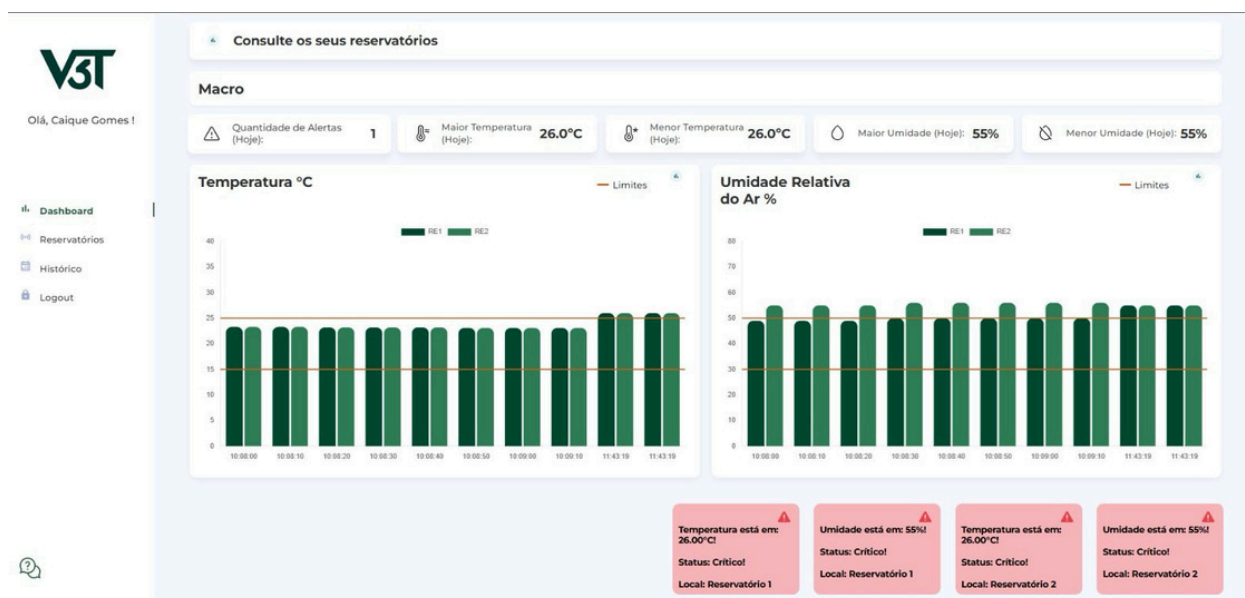 V3T
Olá, Caique Gomes !
Dashboard
Reservatórios
Histórico
Logout
Consulte os seus reservatórios
Macro
Quantidade de Alertas
(Hoje):
1
Maior Temperatura
(Hoje):
26.0°C
Menor Temperatura
(Hoje):
26.0°C
Maior Umidade (Hoje): 55%
Menor Umidade (Hoje): 55%
Temperatura °C
Limites
RE1 RE2
40
35
30
25
20
15
10
5
0
10:08:00 10:08:10 10:08:20 10:08:30 10:08:40 10:08:50 10:09:00 10:09:10 11:43:19 11:43:19
Umidade Relativa
do Ar %
Limites
RE1 RE2
80
70
60
50
40
30
20
10
0
10:08:00 10:08:10 10:08:20 10:08:30 10:08:40 10:08:50 10:09:00 10:09:10 11:43:19 11:43:19
Temperatura está em:
26.00°C!
Status: Crítico!
Local: Reservatório 1
Umidade está em: 55%!
Status: Crítico!
Local: Reservatório 1
Temperatura está em:
26.00°C!
Status: Crítico!
Local: Reservatório 2
Umidade está em: 55%!
Status: Crítico!
Local: Reservatório 2